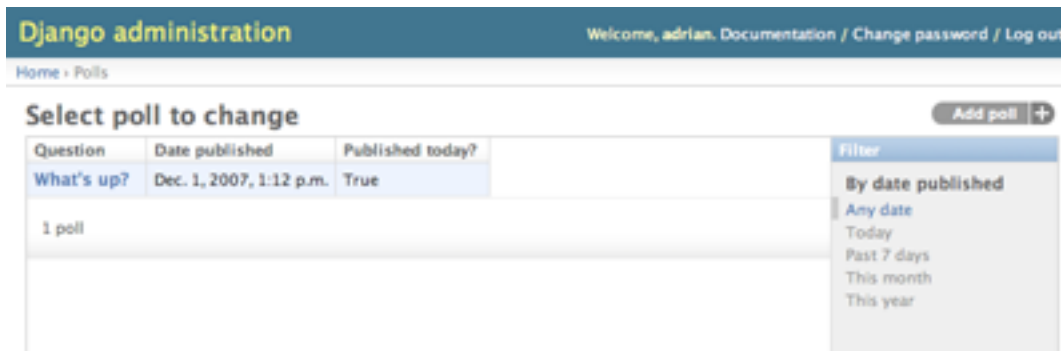 Django administration
Welcome, adrian. Documentation / Change password / Log out
Home › Polls
Select poll to change
Add poll +
Question Date published Published today?
What's up? Dec. 1, 2007, 1:12 p.m. True
1 poll
Filter
By date published
Any date
Today
Past 7 days
This month
This year